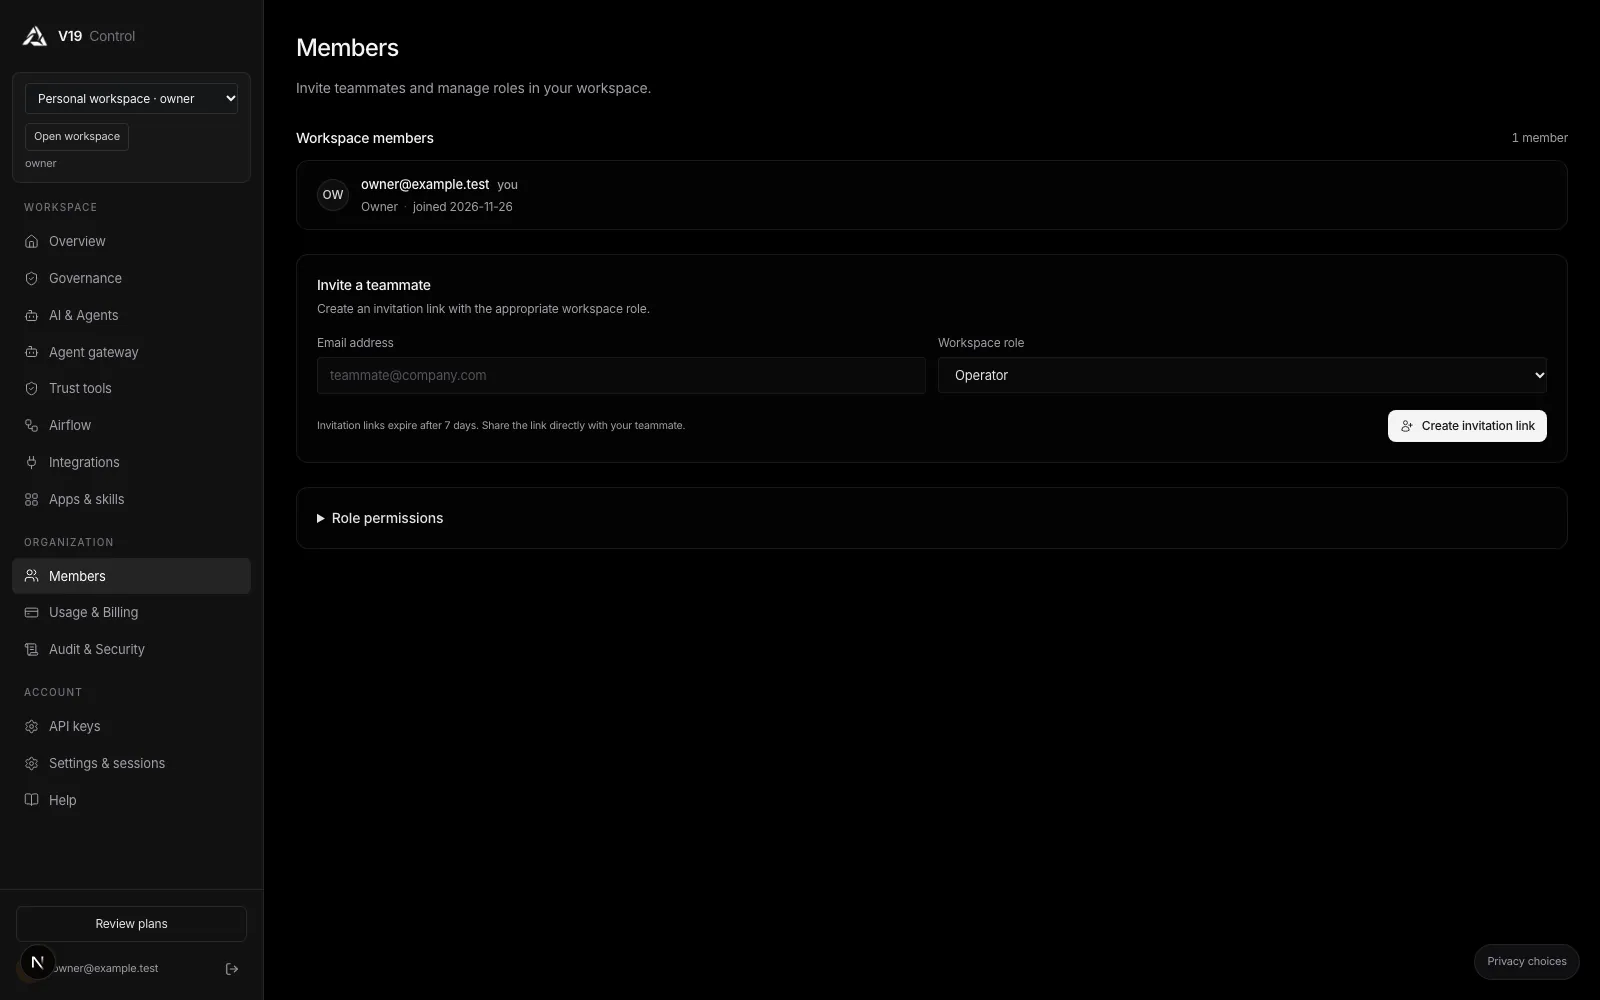 V19 Control
Personal workspace · owner
Open workspace
owner
WORKSPACE
Overview
Governance
AI & Agents
Agent gateway
Trust tools
Airflow
Integrations
Apps & skills
ORGANIZATION
Members
Usage & Billing
Audit & Security
ACCOUNT
API keys
Settings & sessions
Help
Review plans
N
owner@example.test
Members
Invite teammates and manage roles in your workspace.
Workspace members
1 member
OW
owner@example.test you
Owner · joined 2026-11-26
Invite a teammate
Create an invitation link with the appropriate workspace role.
Email address
teammate@company.com
Workspace role
Operator
Invitation links expire after 7 days. Share the link directly with your teammate.
Create invitation link
Role permissions
Privacy choices